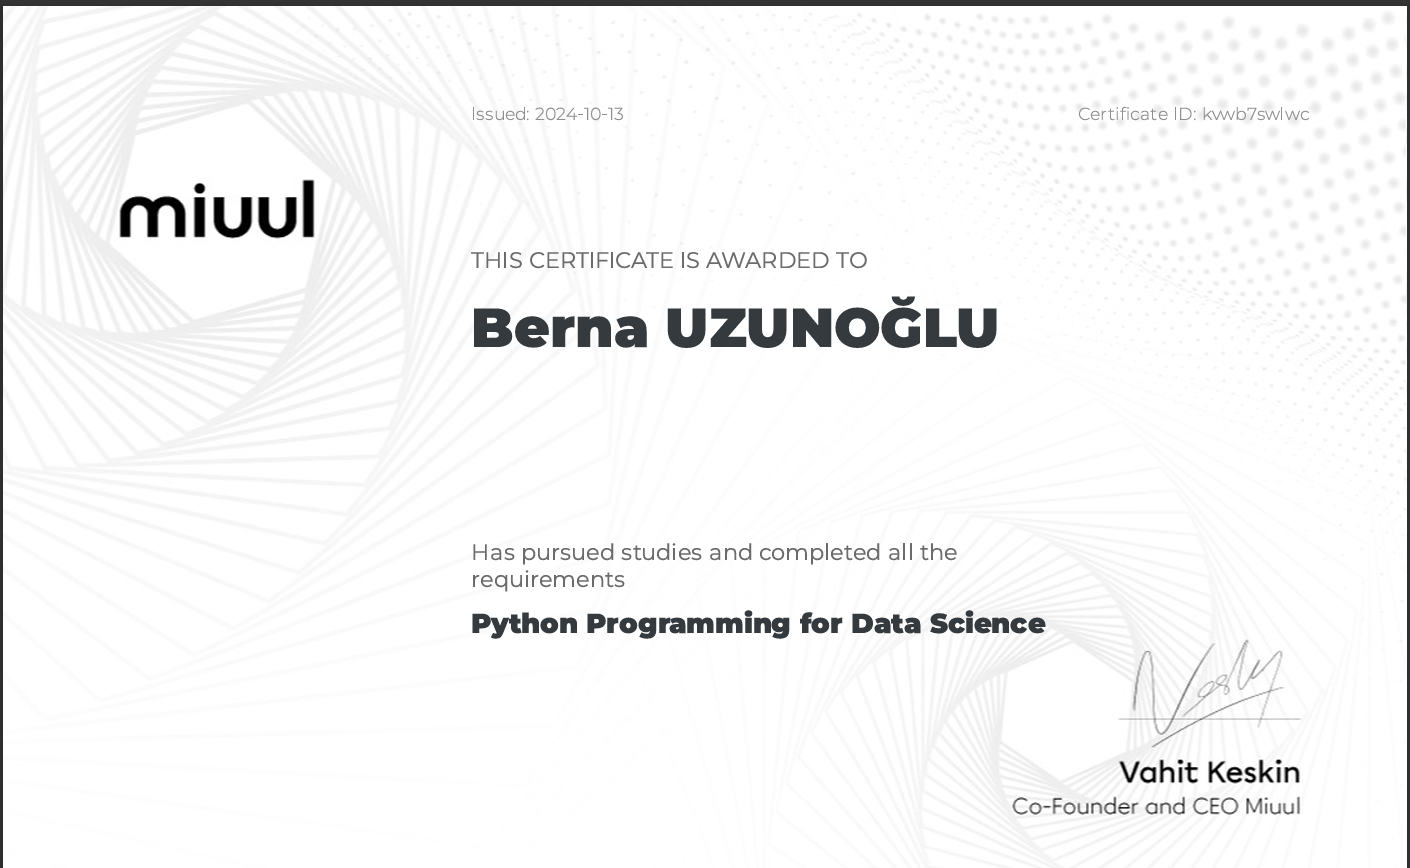 Issued: 2024-10-13
Certificate ID: kwwb7swlwc
miuul
THIS CERTIFICATE IS AWARDED TO
Berna UZUNOĞLU
Has pursued studies and completed all the
requirements
Python Programming for Data Science
Vahit Keskin
Co-Founder and CEO Miuul